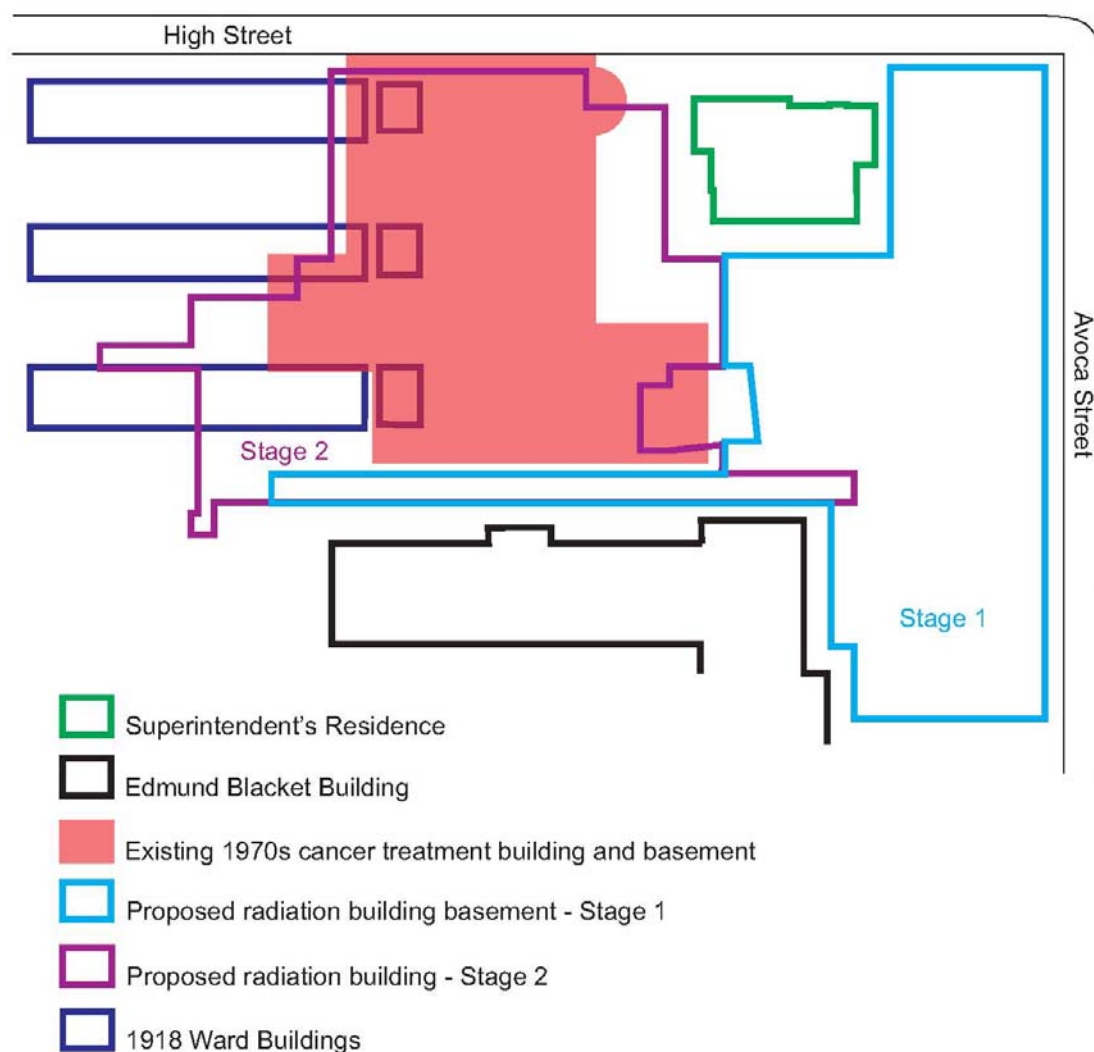 High Street
Avoca Street
Stage 2
Stage 1
Superintendent's Residence
Edmund Blacket Building
Existing 1970s cancer treatment building and basement
Proposed radiation building basement - Stage 1
Proposed radiation building - Stage 2
1918 Ward Buildings